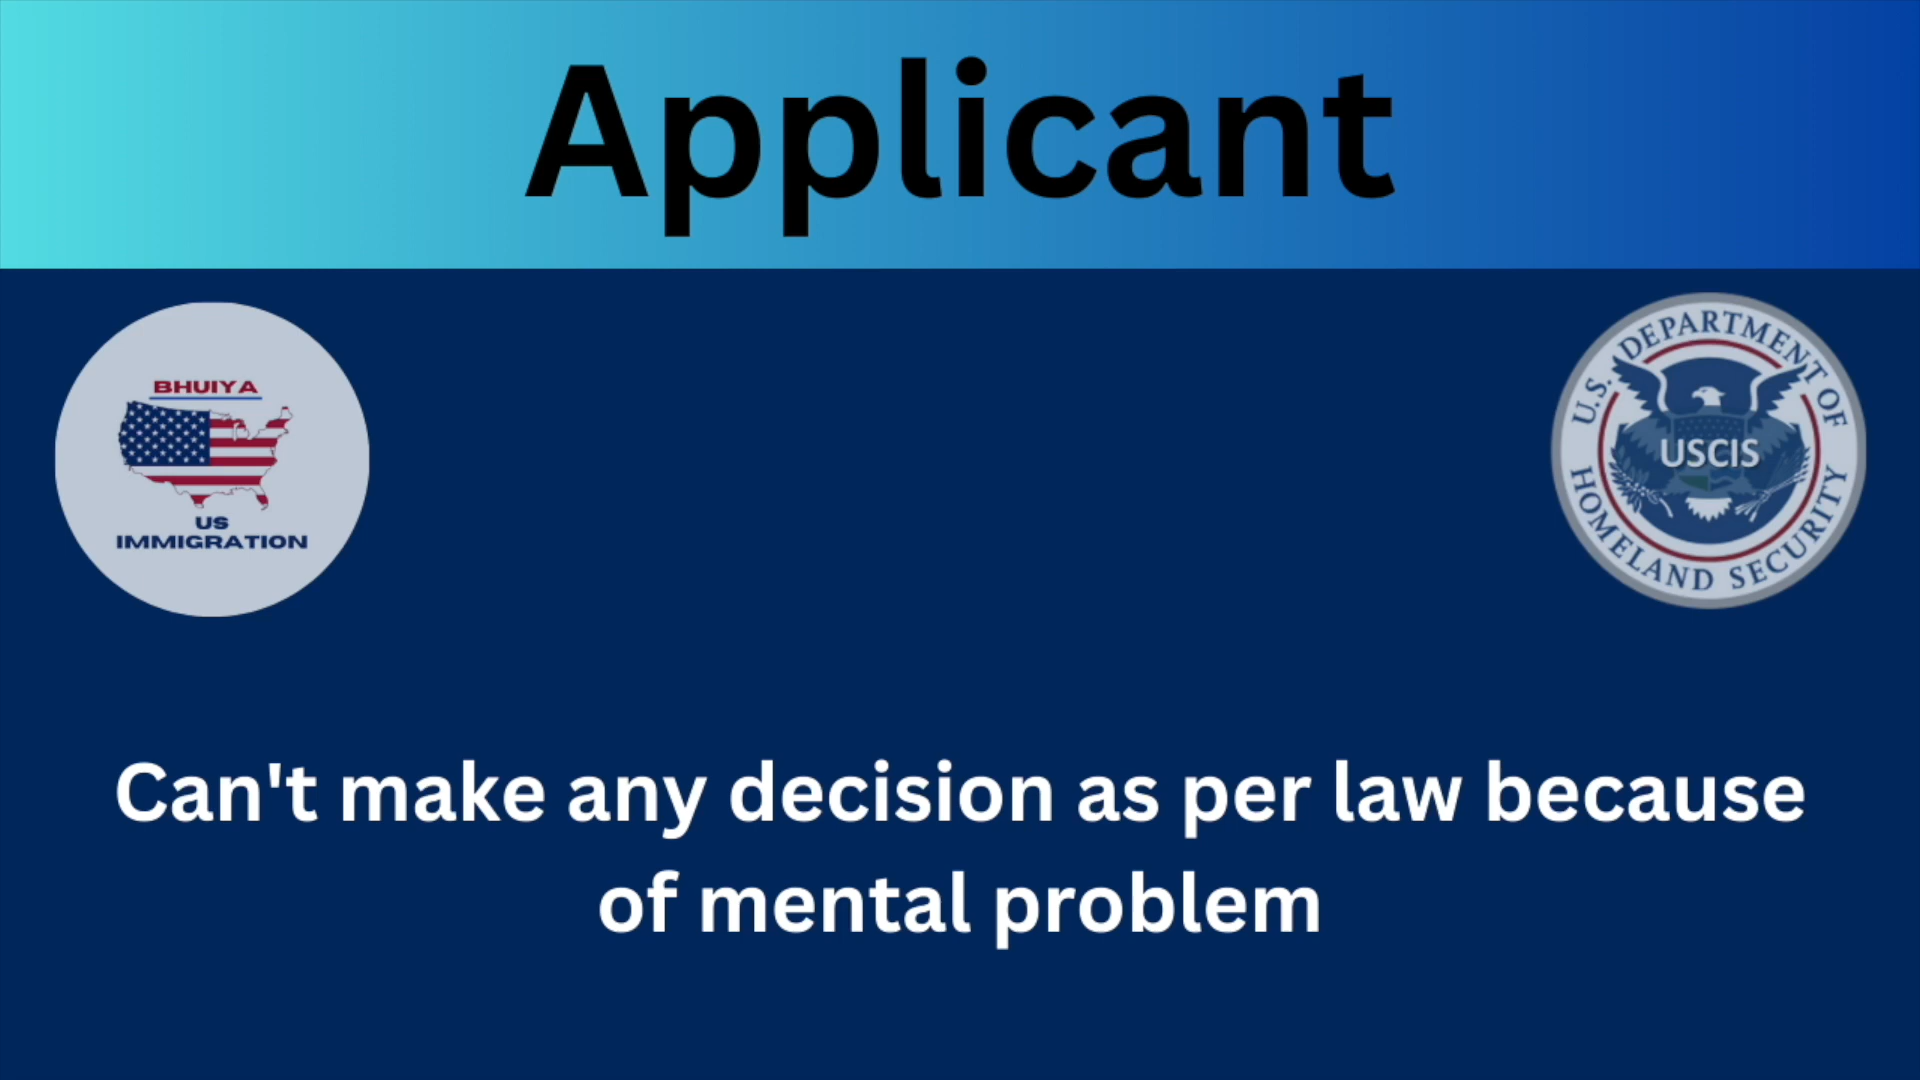 Applicant
BHUIYA
US
IMMIGRATION
U.S. DEPARTMENT OF
USCIS
HOMELAND SECURITY
Can't make any decision as per law because
of mental problem